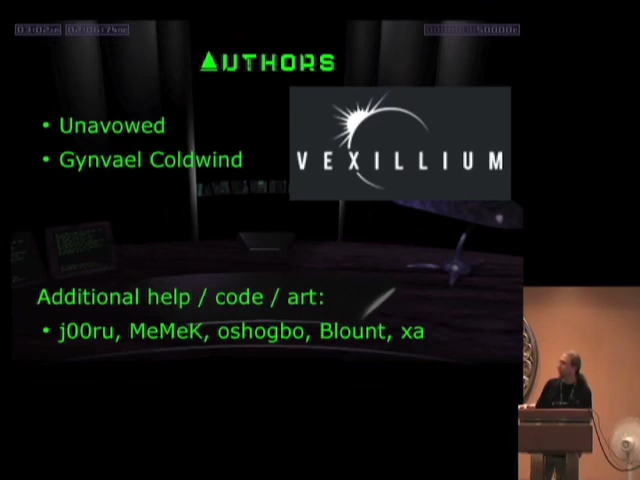 AUTHORS
• Unavowed
• Gynvael Coldwind
VEXILLIUM
Additional help / code / art:
• j00ru, MeMeK, oshogbo, Blount, xa